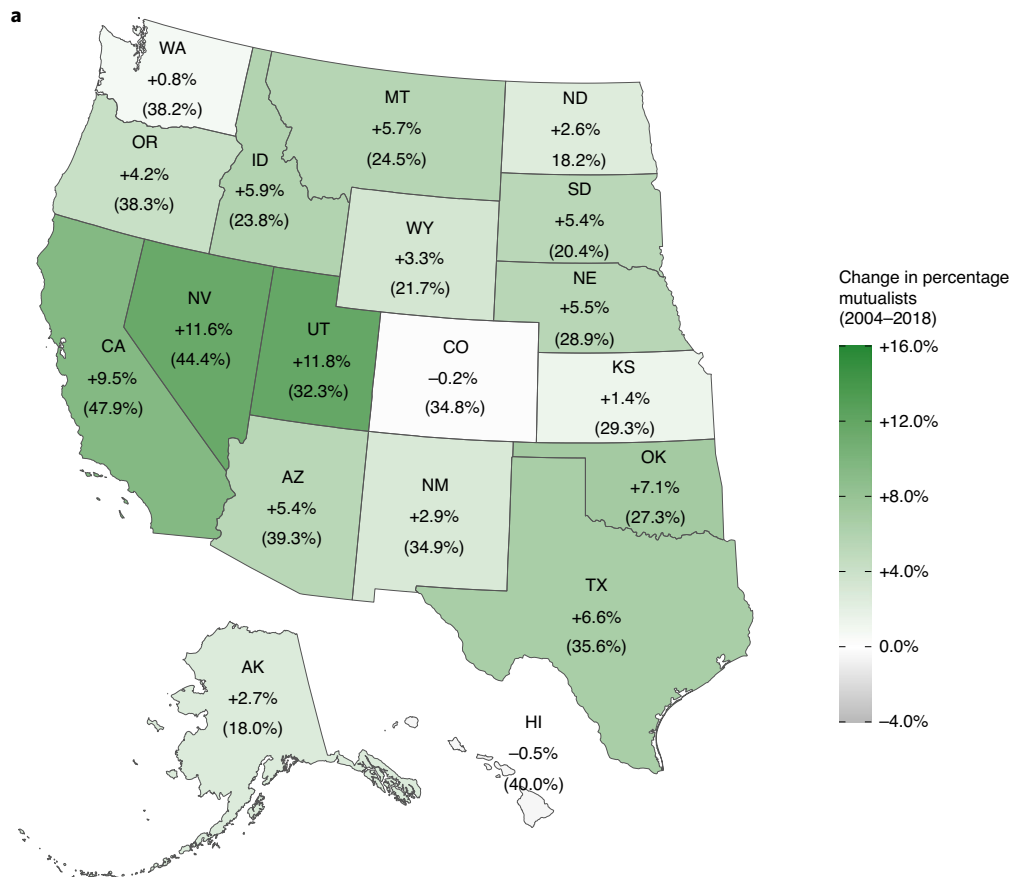 a
WA
+0.8%
(38.2%)
OR
+4.2%
(38.3%)
ID
+5.9%
(23.8%)
MT
+5.7%
(24.5%)
ND
+2.6%
18.2%)
SD
+5.4%
(20.4%)
WY
+3.3%
(21.7%)
NE
+5.5%
(28.9%)
CA
+9.5%
(47.9%)
NV
+11.6%
(44.4%)
UT
+11.8%
(32.3%)
CO
–0.2%
(34.8%)
KS
+1.4%
(29.3%)
AZ
+5.4%
(39.3%)
NM
+2.9%
(34.9%)
OK
+7.1%
(27.3%)
TX
+6.6%
(35.6%)
AK
+2.7%
(18.0%)
HI
–0.5%
(40.0%)
Change in percentage
mutualists
(2004–2018)
+16.0%
+12.0%
+8.0%
+4.0%
0.0%
–4.0%